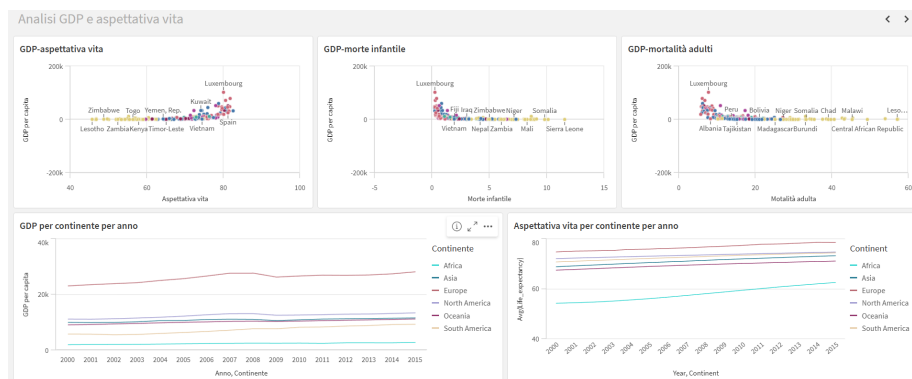 Analisi GDP e aspettativa vita
GDP-aspettativa vita
GDP per capita
200k
0
-200k
Luxembourg
Kuwait
Zimbabwe Togo Yemen, Rep.
Lesotho Zambia Kenya Timor-Leste Vietnam Spain
40 60 80 100
Aspettativa vita
GDP-morte infantile
GDP per capita
200k
0
-200k
Luxembourg
Fiji Iraq Zimbabwe Niger Somalia
Vietnam Nepal Zambia Mali Sierra Leone
-5 0 5 10 15
Morte infantile
GDP-mortalità adulti
GDP per capita
200k
0
-200k
Luxembourg
Peru Bolivia Niger Somalia Chad Malawi Leso...
Albania Tajikistan Madagascar Burundi Central African Republic
0 20 40 60
Motalità adulta
GDP per continente per anno
GDP per capita
40k
20k
0
2000 2001 2002 2003 2004 2005 2006 2007 2008 2009 2010 2011 2012 2013 2014 2015
Anno, Continente
Continente
Africa
Asia
Europe
North America
Oceania
South America
Aspettativa vita per continente per anno
Avg(Life_expectancy)
80
60
40
2000 2001 2002 2003 2004 2005 2006 2007 2008 2009 2010 2011 2012 2013 2014 2015
Year, Continent
Continent
Africa
Asia
Europe
North America
Oceania
South America